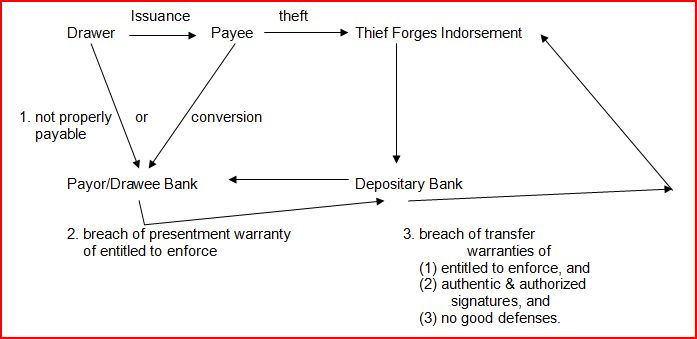 Issuance
theft
Drawer
Payee
Thief Forges Indorsement
1. not properly
payable
or
conversion
Payor/Drawee Bank
Depositary Bank
2. breach of presentment warranty
of entitled to enforce
3. breach of transfer
warranties of
(1) entitled to enforce, and
(2) authentic & authorized
signatures, and
(3) no good defenses.